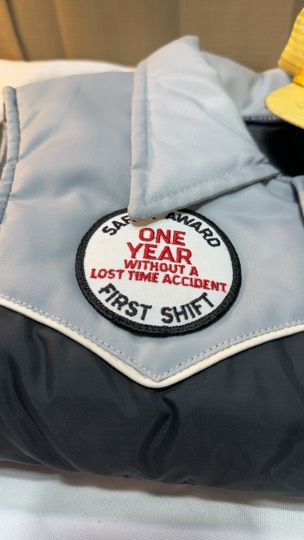 SAFETY AWARD
ONE
YEAR
WITHOUT A
LOST TIME ACCIDENT
FIRST SHIFT